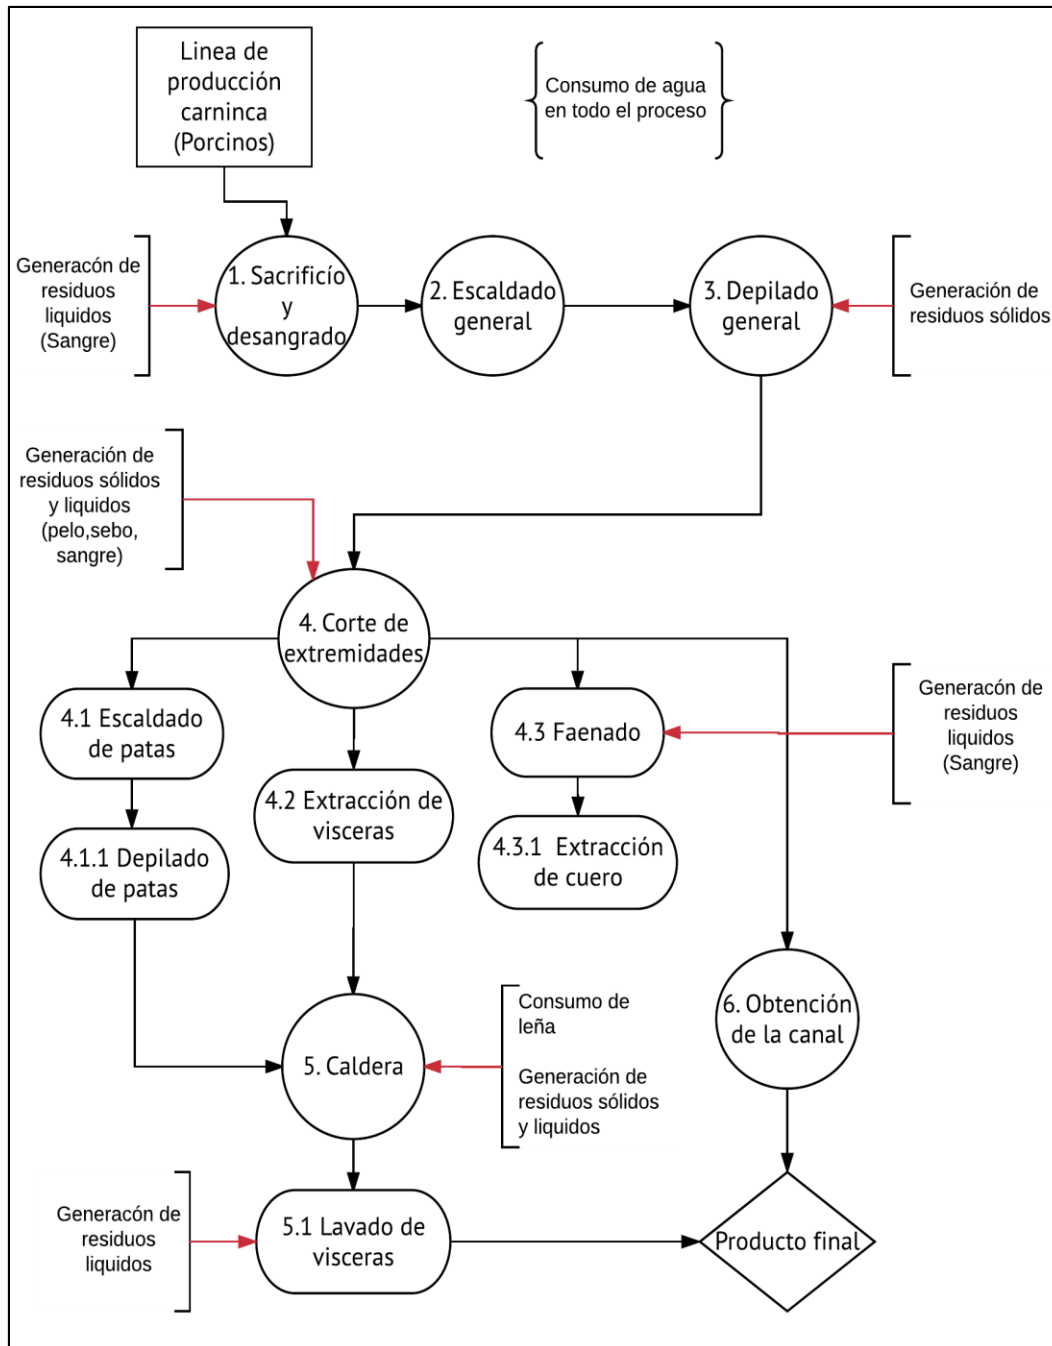 Linea de
producción
carninca
(Porcinos)
Consumo de agua
en todo el proceso
Generacón de
residuos
liquidos
(Sangre)
1. Sacrificío
y
desangrado
2. Escaldado
general
3. Depilado
general
Generación de
residuos sólidos
Generación de
residuos sólidos
y liquidos
(pelo,sebo,
sangre)
4. Corte de
extremidades
4.1 Escaldado
de patas
4.3 Faenado
Generacón de
residuos
liquidos
(Sangre)
4.2 Extracción de
visceras
4.1.1 Depilado
de patas
4.3.1 Extracción
de cuero
5. Caldera
Consumo de
leña
Generación de
residuos sólidos
y liquidos
6. Obtención
de la canal
Generacón de
residuos
liquidos
5.1 Lavado de
visceras
Producto final